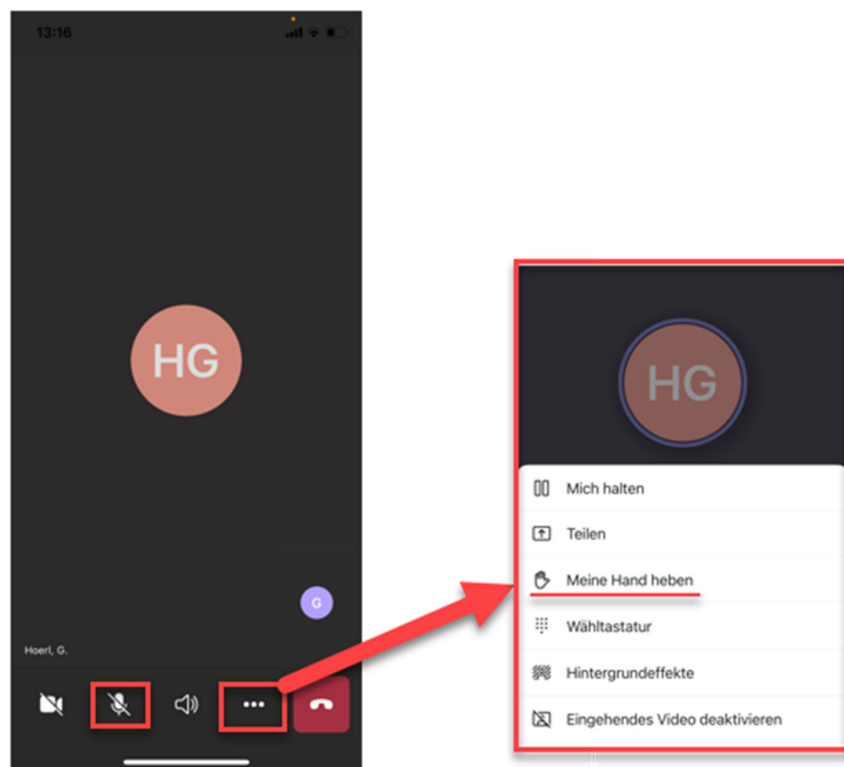 13:16
HG
G
Hoerl, G.
HG
Mich halten
Teilen
Meine Hand heben
Wähltastatur
Hintergrundeffekte
Eingehendes Video deaktivieren